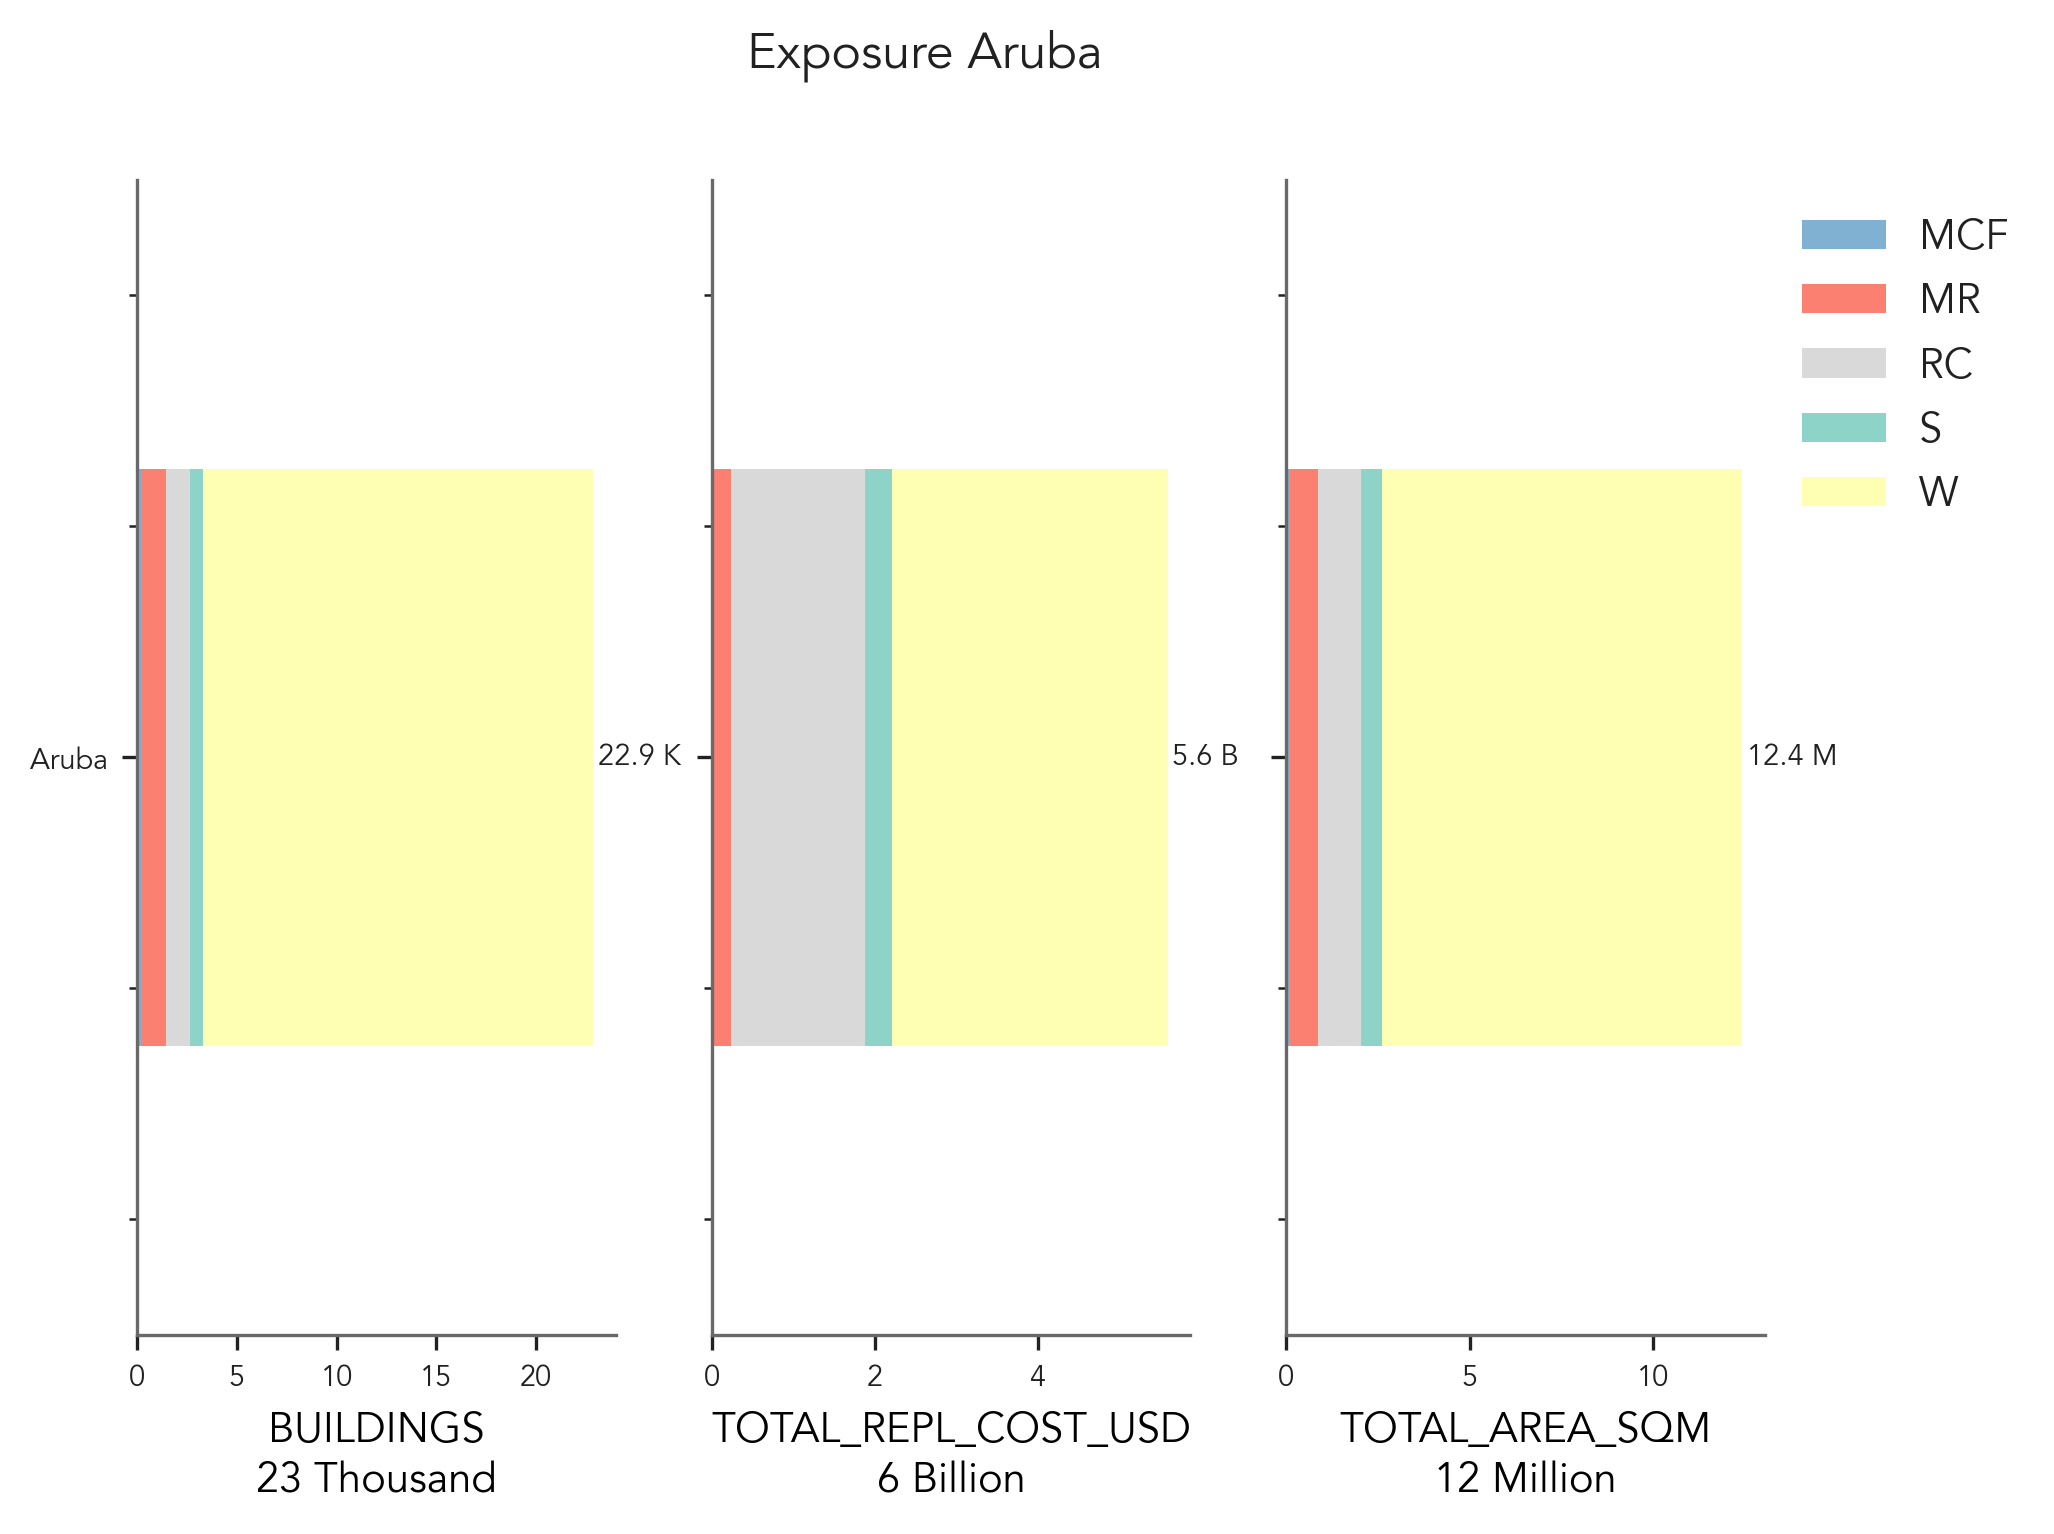 Exposure Aruba
MCF
MR
RC
S
W
Aruba
22.9 K
5.6 B
12.4 M
0 5 10 15 20
0 2 4
0 5 10
BUILDINGS
23 Thousand
TOTAL_REPL_COST_USD
6 Billion
TOTAL_AREA_SQM
12 Million